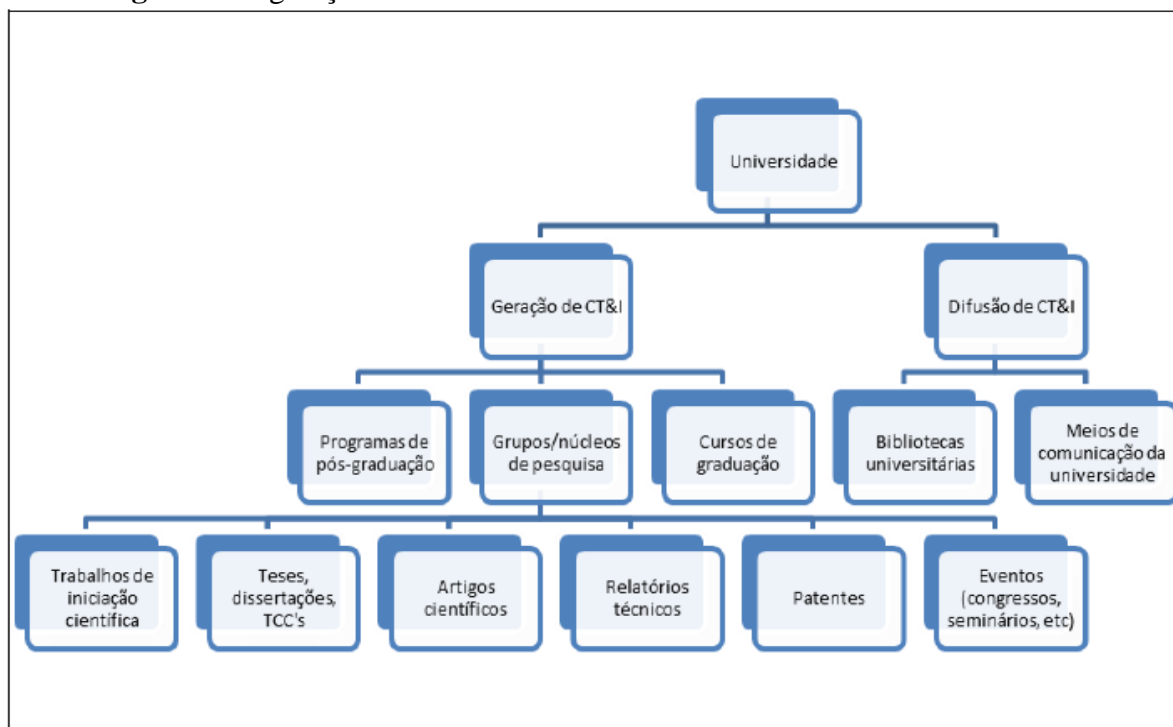 Universidade
Geração de CT&I
Difusão de CT&I
Programas de
pós-graduação
Grupos/núcleos
de pesquisa
Cursos de
graduação
Bibliotecas
universitárias
Meios de
comunicação da
universidade
Trabalhos de
iniciação
científica
Teses,
dissertações,
TCC's
Artigos
científicos
Relatórios
técnicos
Patentes
Eventos
(congressos,
seminários, etc)